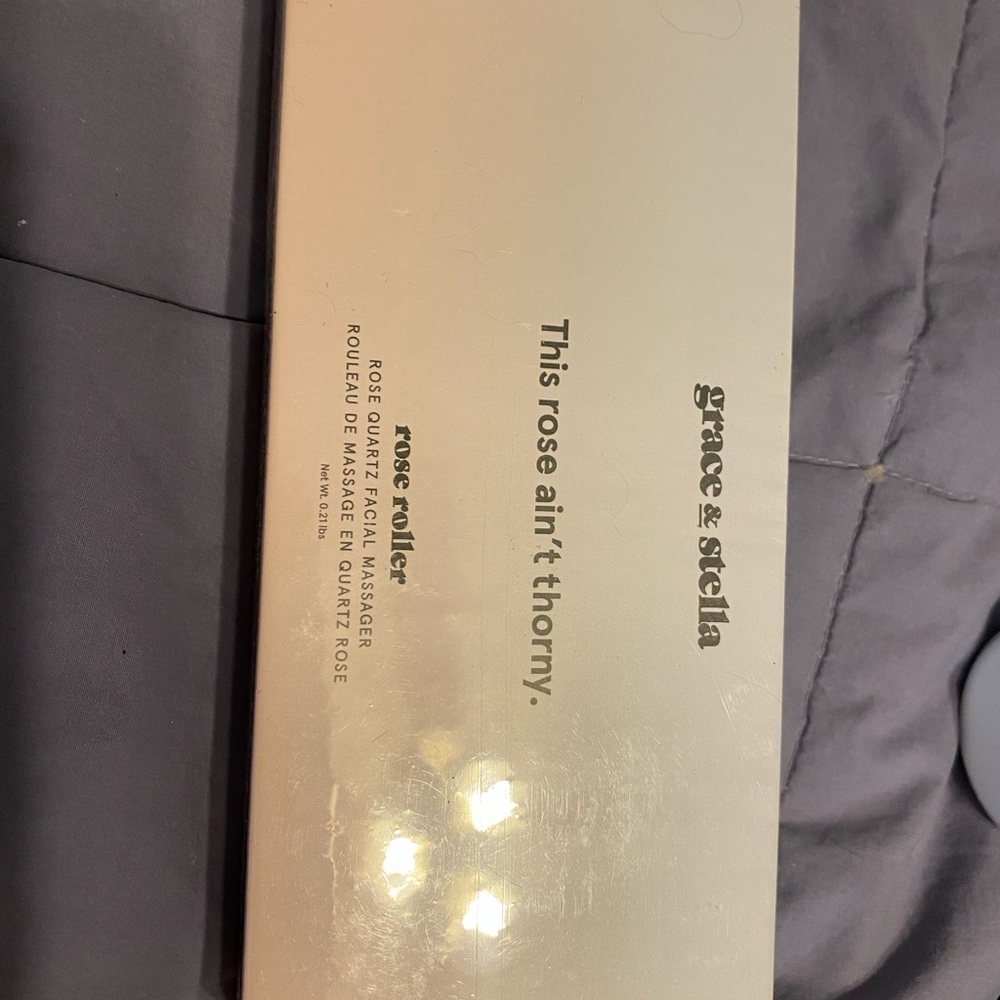 grace & stella
This rose ain't thorny.
rose roller
ROSE QUARTZ FACIAL MASSAGER
ROULEAU DE MASSAGE EN QUARTZ ROSE
Net Wt. 0.21 lbs